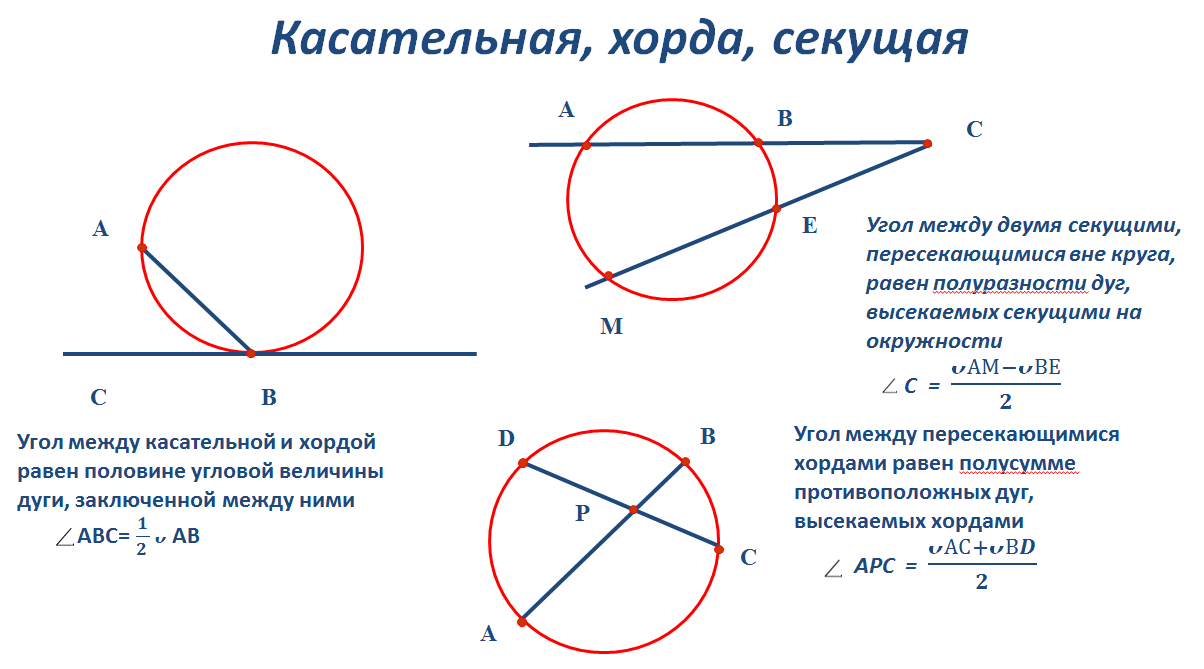 Касательная, хорда, секущая
A
B
C
E
M
Угол между двумя секущими,
пересекающимися вне круга,
равен полуразности дуг,
высекаемых секущими на
окружности
∠ C = (◡AM−◡BE)/2
A
C
B
Угол между касательной и хордой
равен половине угловой величины
дуги, заключенной между ними
∠ABC= 1/2 ◡ AB
D
B
P
C
A
Угол между пересекающимися
хордами равен полусумме
противоположных дуг,
высекаемых хордами
∠ APC = (◡AC+◡BD)/2